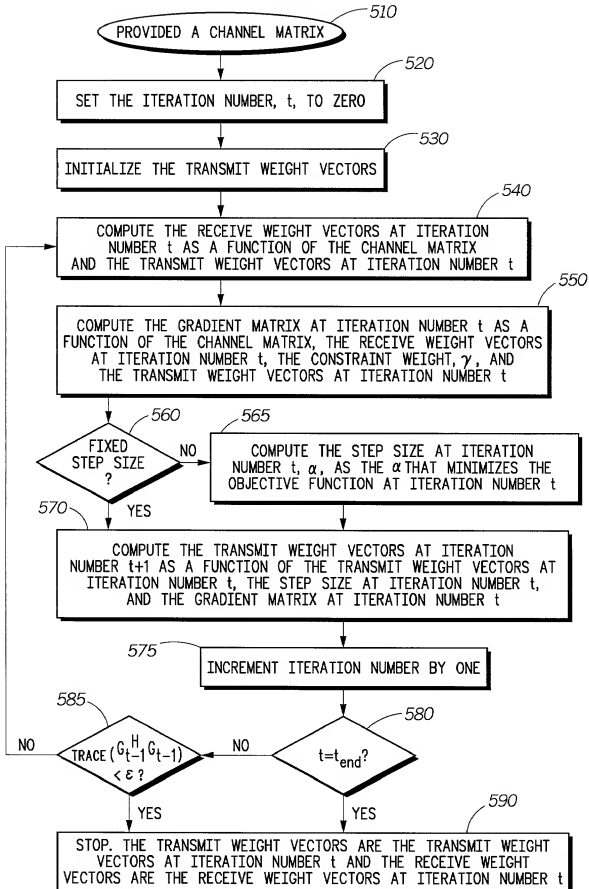 510
PROVIDED A CHANNEL MATRIX
520
SET THE ITERATION NUMBER, t, TO ZERO
530
INITIALIZE THE TRANSMIT WEIGHT VECTORS
540
COMPUTE THE RECEIVE WEIGHT VECTORS AT ITERATION
NUMBER t AS A FUNCTION OF THE CHANNEL MATRIX
AND THE TRANSMIT WEIGHT VECTORS AT ITERATION NUMBER t
550
COMPUTE THE GRADIENT MATRIX AT ITERATION NUMBER t AS A
FUNCTION OF THE CHANNEL MATRIX, THE RECEIVE WEIGHT VECTORS
AT ITERATION NUMBER t, THE CONSTRAINT WEIGHT, γ, AND
THE TRANSMIT WEIGHT VECTORS AT ITERATION NUMBER t
560
FIXED
STEP SIZE
?
NO
YES
565
COMPUTE THE STEP SIZE AT ITERATION
NUMBER t, α, AS THE α THAT MINIMIZES THE
OBJECTIVE FUNCTION AT ITERATION NUMBER t
570
COMPUTE THE TRANSMIT WEIGHT VECTORS AT ITERATION
NUMBER t+1 AS A FUNCTION OF THE TRANSMIT WEIGHT VECTORS AT
ITERATION NUMBER t, THE STEP SIZE AT ITERATION NUMBER t,
AND THE GRADIENT MATRIX AT ITERATION NUMBER t
575
INCREMENT ITERATION NUMBER BY ONE
580
t=t_end?
NO
YES
585
TRACE (G_{t-1}^H G_{t-1})
< ε ?
NO
YES
590
STOP. THE TRANSMIT WEIGHT VECTORS ARE THE TRANSMIT WEIGHT
VECTORS AT ITERATION NUMBER t AND THE RECEIVE WEIGHT
VECTORS ARE THE RECEIVE WEIGHT VECTORS AT ITERATION NUMBER t